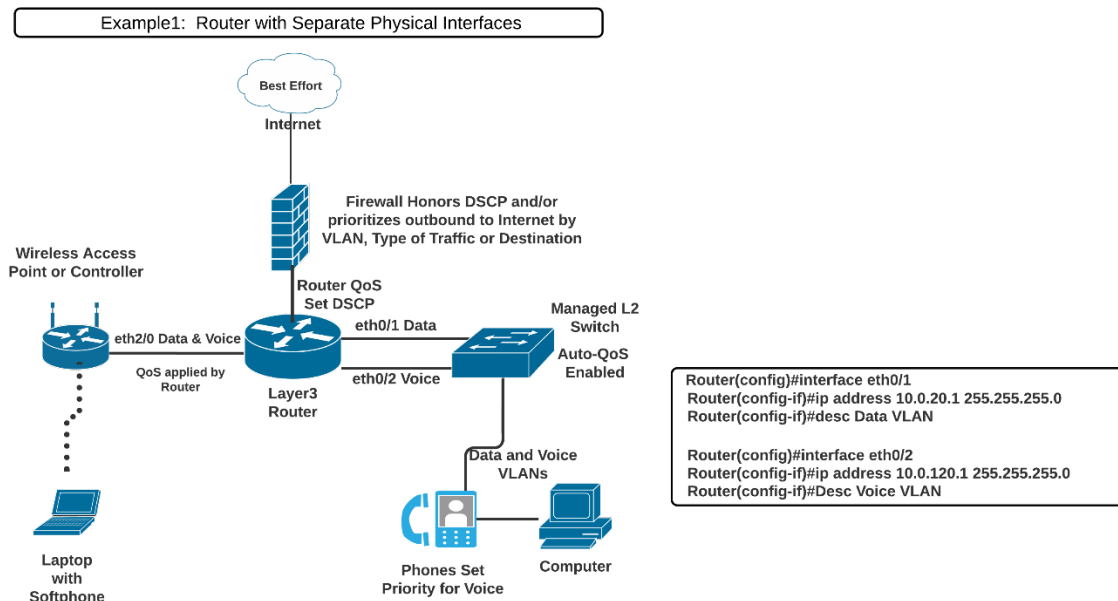 Example1: Router with Separate Physical Interfaces
Best Effort
Internet
Firewall Honors DSCP and/or
prioritizes outbound to Internet by
VLAN, Type of Traffic or Destination
Wireless Access
Point or Controller
Router QoS
Set DSCP
Managed L2
Switch
eth2/0 Data & Voice
eth0/1 Data
Auto-QoS
Enabled
QoS applied by
Router
eth0/2 Voice
Layer3
Router
Data and Voice
VLANs
Laptop
with
Softphone
Phones Set
Priority for Voice
Computer
Router(config)#interface eth0/1
Router(config-if)#ip address 10.0.20.1 255.255.255.0
Router(config-if)#desc Data VLAN
Router(config)#interface eth0/2
Router(config-if)#ip address 10.0.120.1 255.255.255.0
Router(config-if)#Desc Voice VLAN